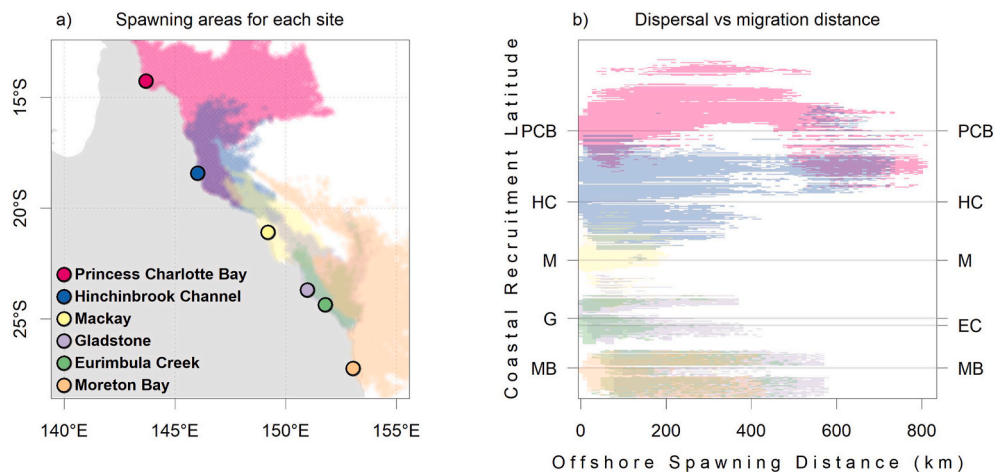 a) Spawning areas for each site
15°S
20°S
25°S
Princess Charlotte Bay
Hinchinbrook Channel
Mackay
Gladstone
Eurimbula Creek
Moreton Bay
140°E 145°E 150°E 155°E
b) Dispersal vs migration distance
Coastal Recruitment Latitude
PCB PCB
HC HC
M M
G EC
MB MB
0 200 400 600 800
Offshore Spawning Distance (km)